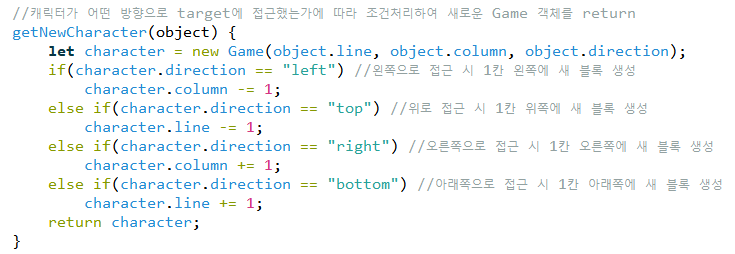 //캐릭터가 어떤 방향으로 target에 접근했는가에 따라 조건처리하여 새로운 Game 객체를 return
getNewCharacter(object) {
    let character = new Game(object.line, object.column, object.direction);
    if(character.direction == "left") //왼쪽으로 접근 시 1칸 왼쪽에 새 블록 생성
        character.column -= 1;
    else if(character.direction == "top") //위로 접근 시 1칸 위쪽에 새 블록 생성
        character.line -= 1;
    else if(character.direction == "right") //오른쪽으로 접근 시 1칸 오른쪽에 새 블록 생성
        character.column += 1;
    else if(character.direction == "bottom") //아래쪽으로 접근 시 1칸 아래쪽에 새 블록 생성
        character.line += 1;
    return character;
}